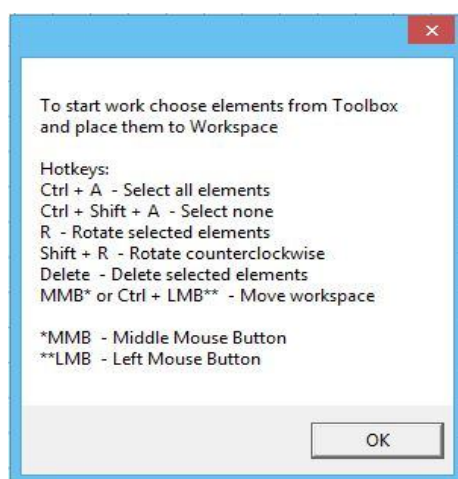 To start work choose elements from Toolbox
and place them to Workspace
Hotkeys:
Ctrl + A - Select all elements
Ctrl + Shift + A - Select none
R - Rotate selected elements
Shift + R - Rotate counterclockwise
Delete - Delete selected elements
MMB* or Ctrl + LMB** - Move workspace
*MMB - Middle Mouse Button
**LMB - Left Mouse Button
OK